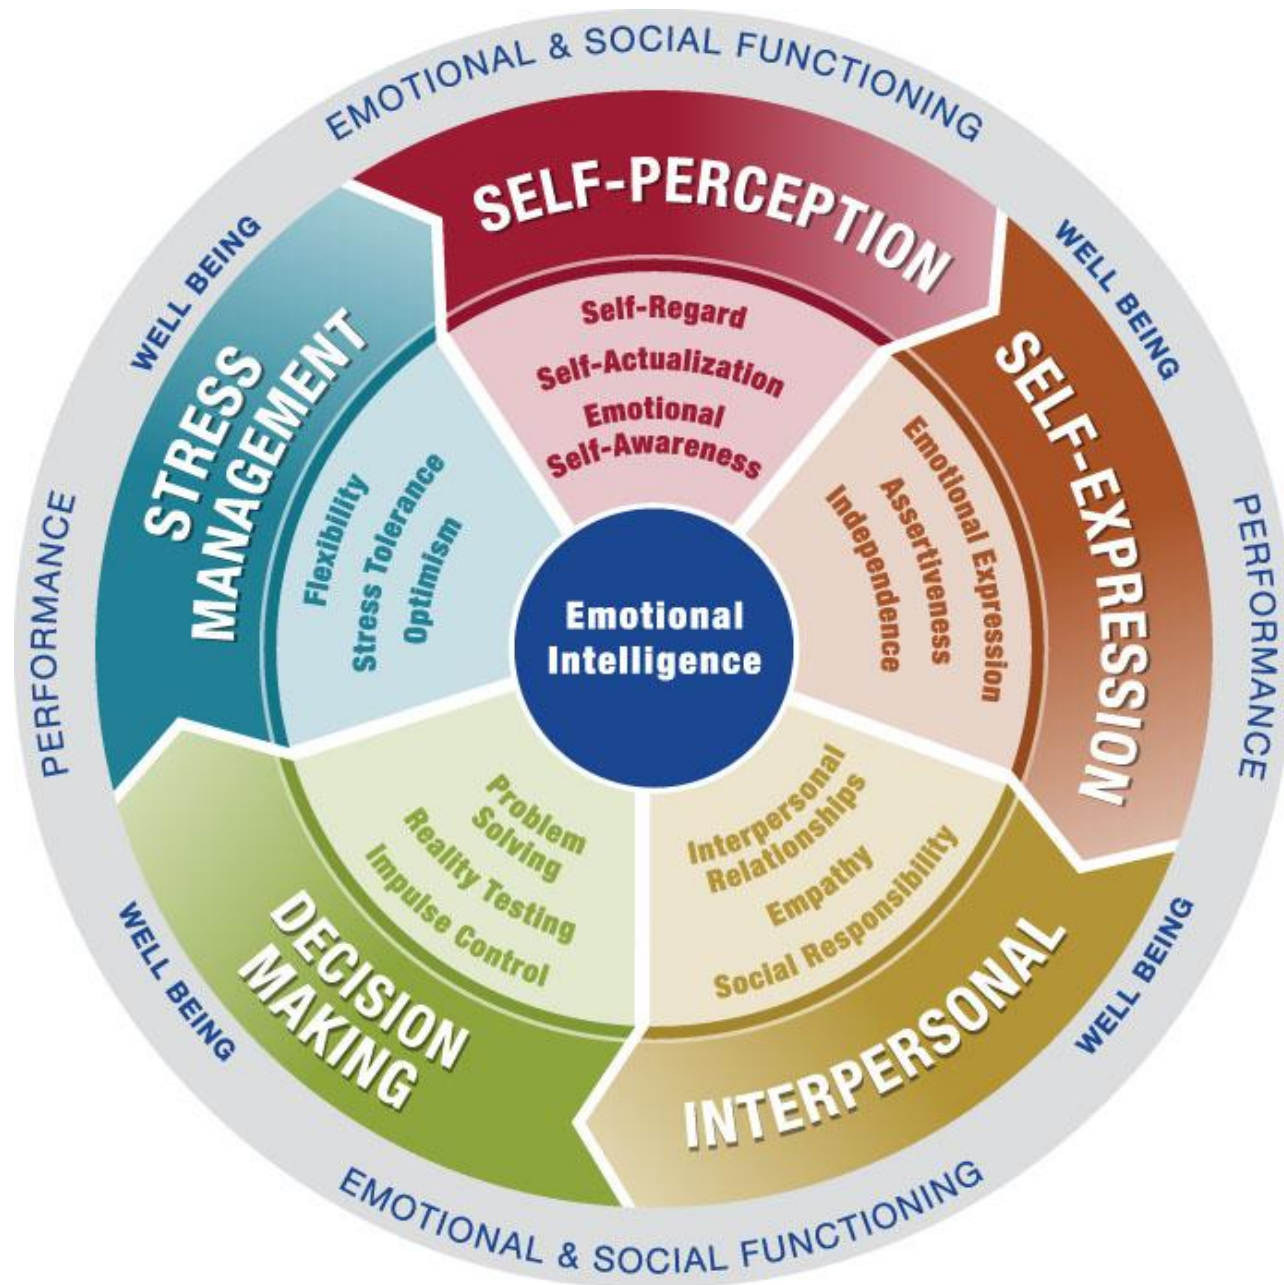 EMOTIONAL & SOCIAL FUNCTIONING
WELL BEING
WELL BEING
PERFORMANCE
PERFORMANCE
WELL BEING
WELL BEING
EMOTIONAL & SOCIAL FUNCTIONING
SELF-PERCEPTION
Self-Regard
Self-Actualization
Emotional
Self-Awareness
SELF-EXPRESSION
Emotional Expression
Assertiveness
Independence
INTERPERSONAL
Interpersonal
Relationships
Empathy
Social Responsibility
DECISION
MAKING
Problem
Solving
Reality Testing
Impulse Control
STRESS
MANAGEMENT
Flexibility
Stress Tolerance
Optimism
Emotional
Intelligence